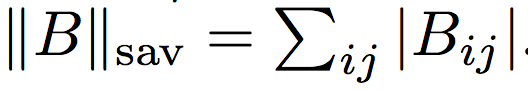 ‖B‖sav = ∑ij |Bij|.